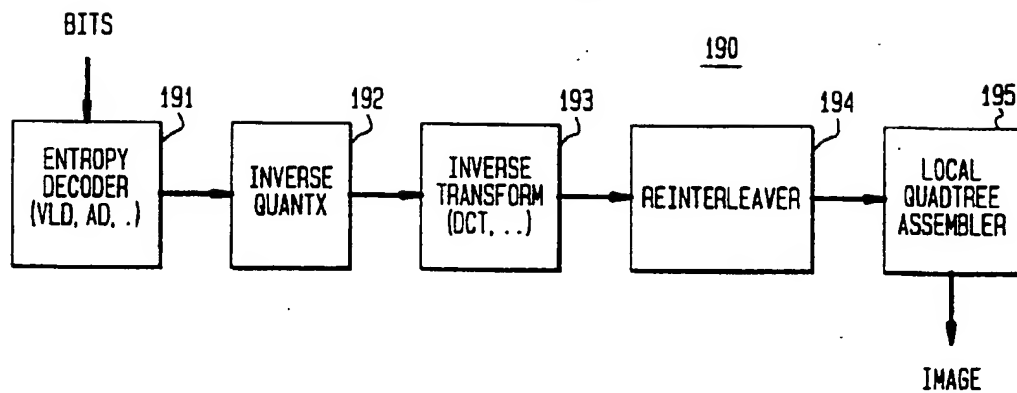 BITS
190
191
192
193
194
195
ENTROPY
DECODER
(VLD, AD, .)
INVERSE
QUANTX
INVERSE
TRANSFORM
(DCT, ...)
REINTERLEAVER
LOCAL
QUADTREE
ASSEMBLER
IMAGE